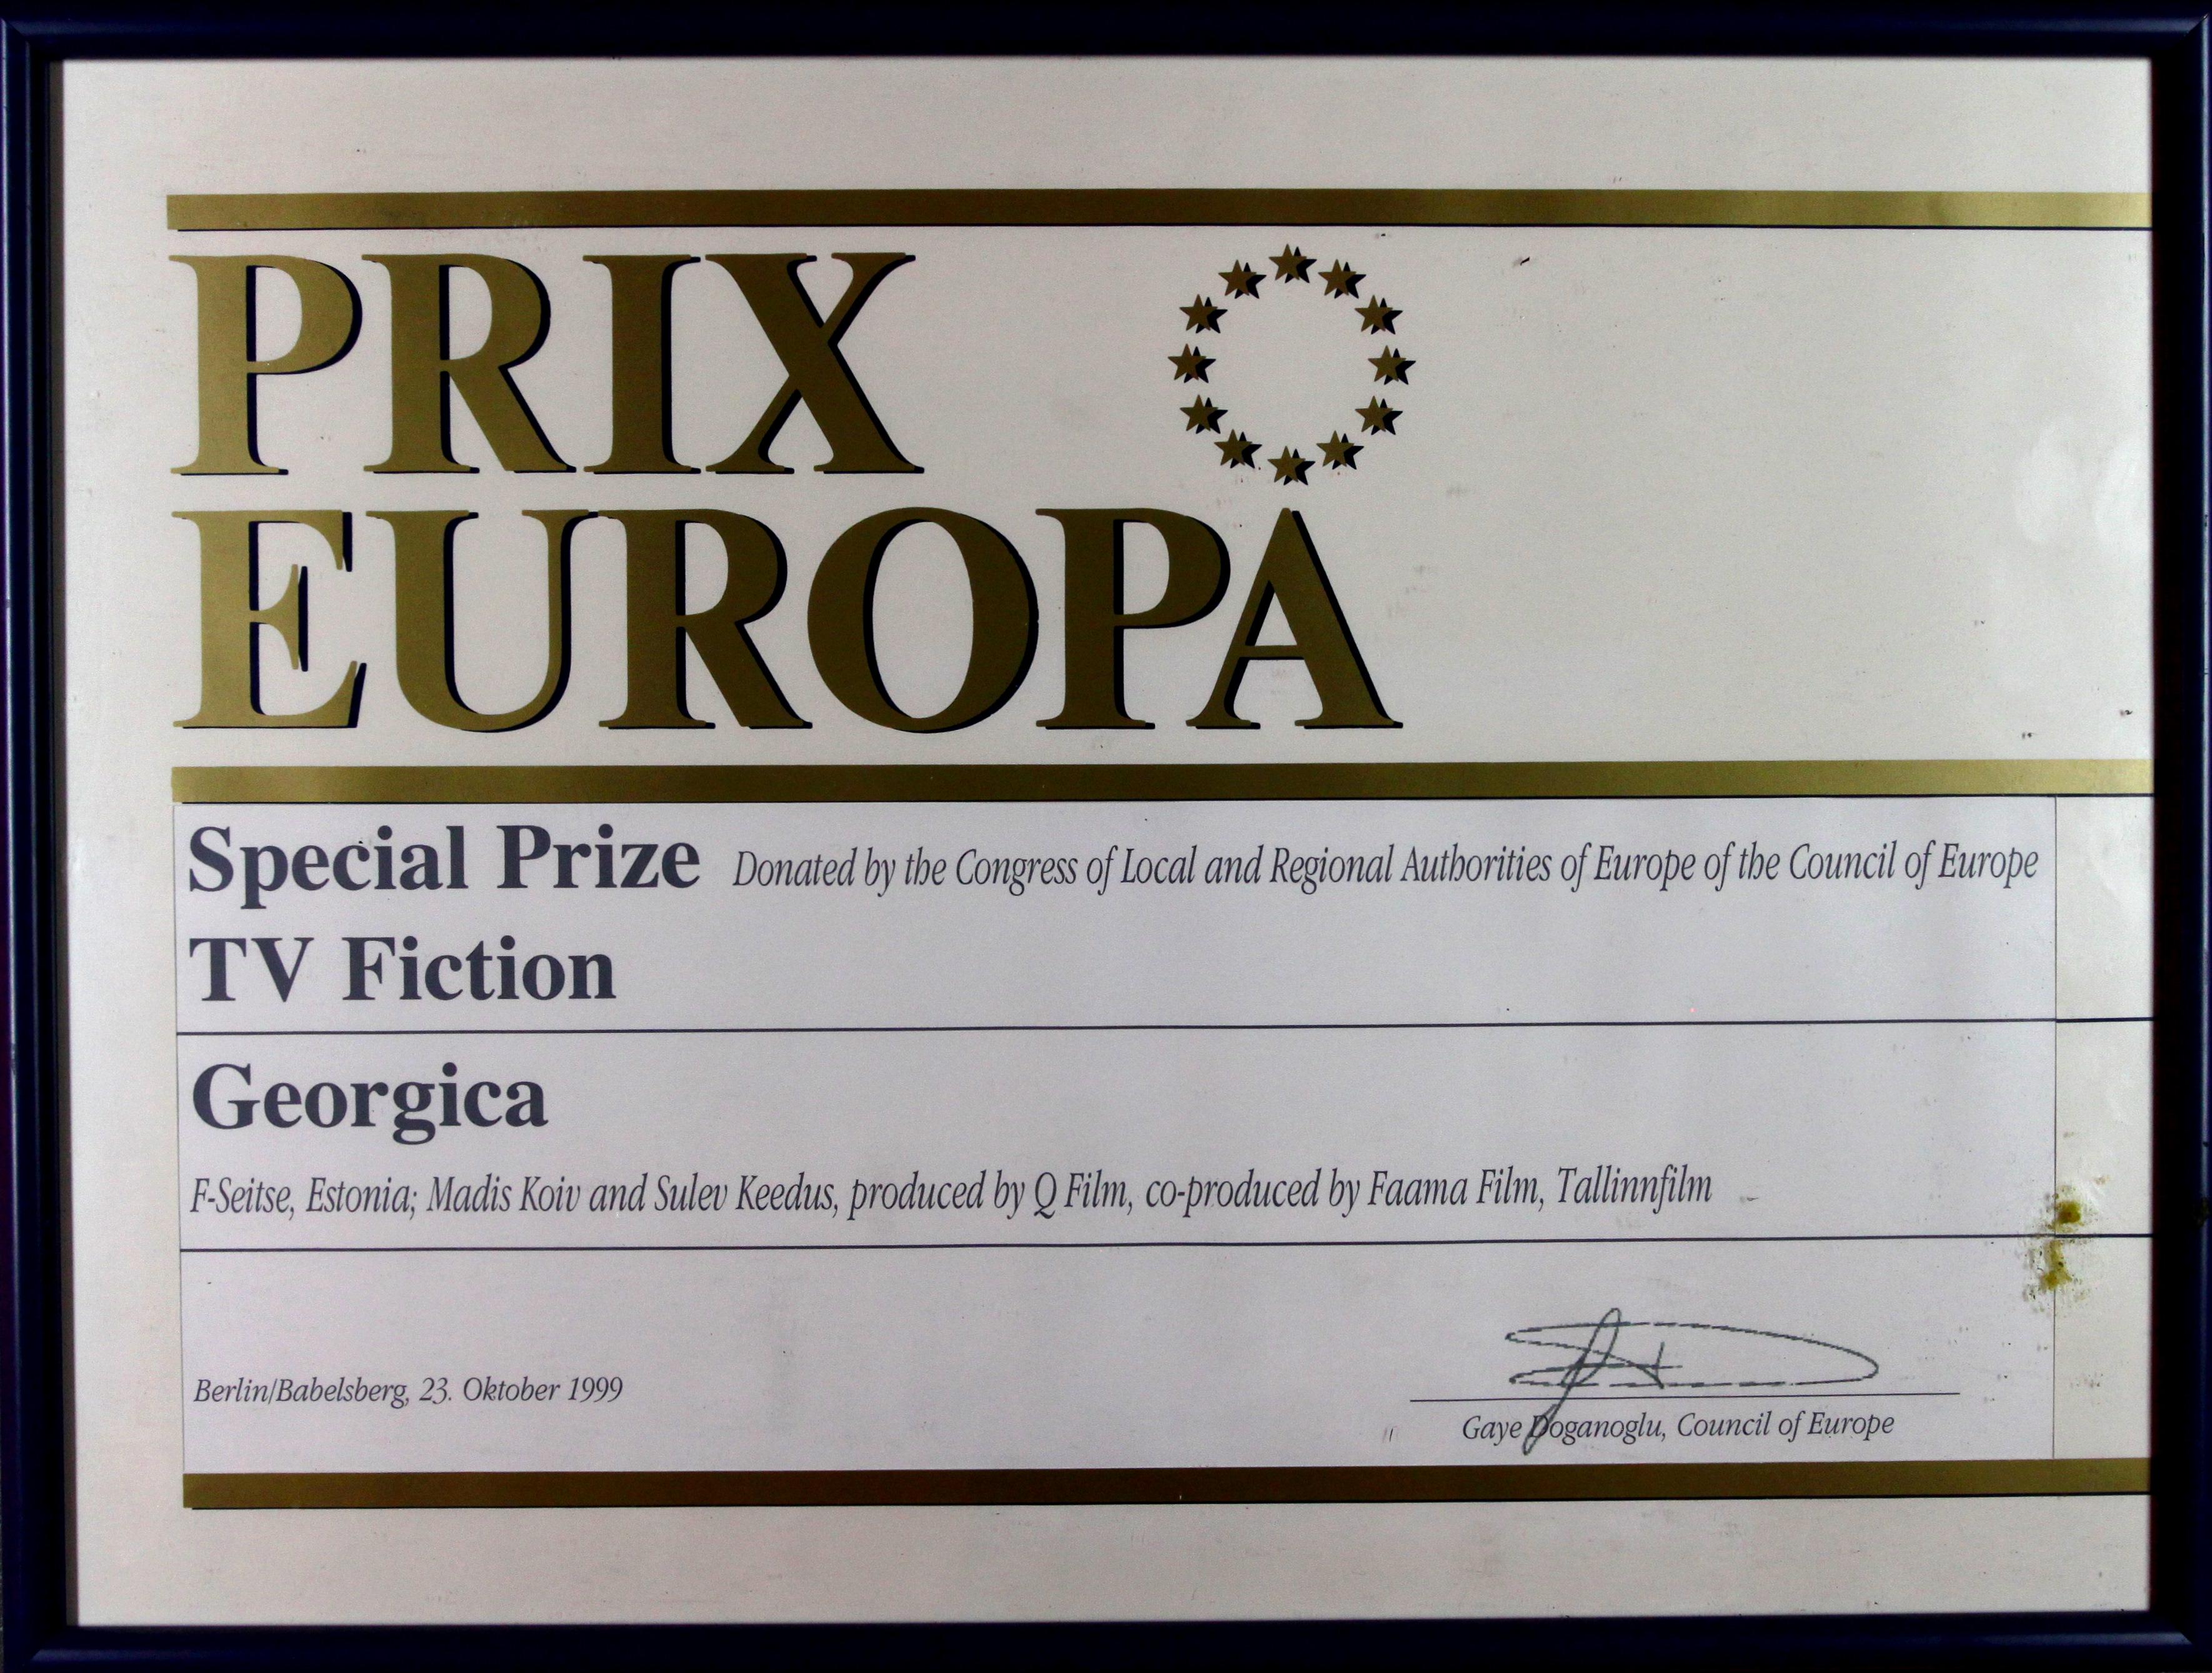 PRIX
EUROPA
Special Prize Donated by the Congress of Local and Regional Authorities of Europe of the Council of Europe
TV Fiction
Georgica
F-Seitse, Estonia; Madis Koiv and Sulev Keedus, produced by Q Film, co-produced by Faama Film, Tallinnfilm
Berlin/Babelsberg, 23. Oktober 1999
Gaye Doganoglu, Council of Europe